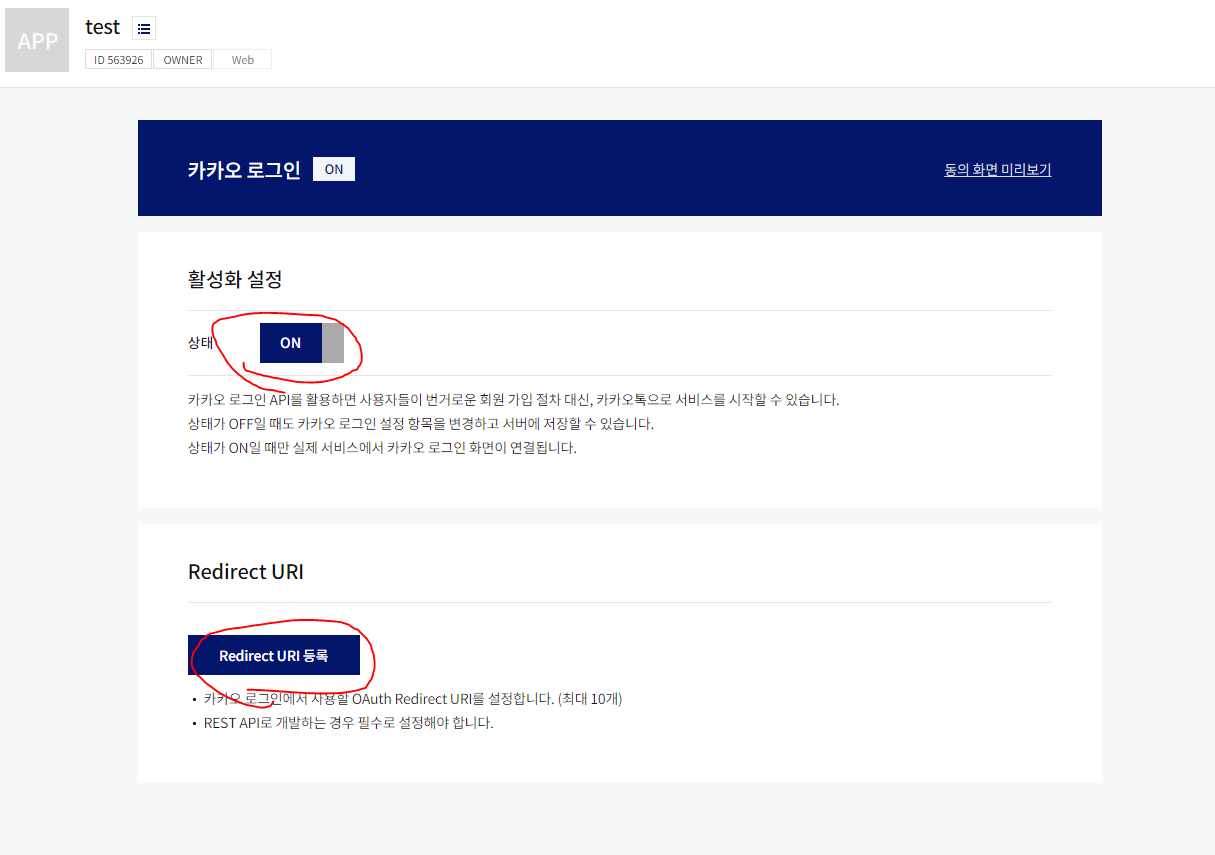 APP
test
ID 563926
OWNER
Web
카카오 로그인
ON
동의 화면 미리보기
활성화 설정
상태
ON
카카오 로그인 API를 활용하면 사용자들이 번거로운 회원 가입 절차 대신, 카카오톡으로 서비스를 시작할 수 있습니다.
상태가 OFF일 때도 카카오 로그인 설정 항목을 변경하고 서버에 저장할 수 있습니다.
상태가 ON일 때만 실제 서비스에서 카카오 로그인 화면이 연결됩니다.
Redirect URI
Redirect URI 등록
• 카카오 로그인에서 사용할 OAuth Redirect URI를 설정합니다. (최대 10개)
• REST API로 개발하는 경우 필수로 설정해야 합니다.